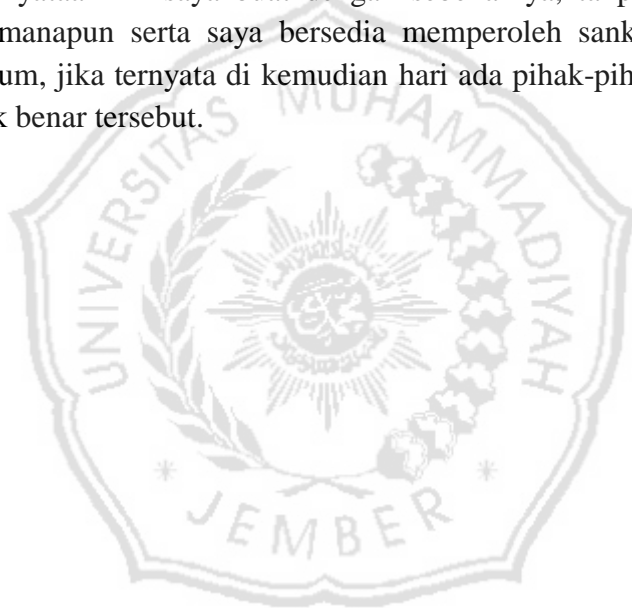 saya buat dengan sebenarnya,
manapun serta saya bersedia memperoleh sank
um, jika ternyata di kemudian hari ada pihak-pih
k benar tersebut.
UNIVERSITAS MUHAMMADIYAH
JEMBER